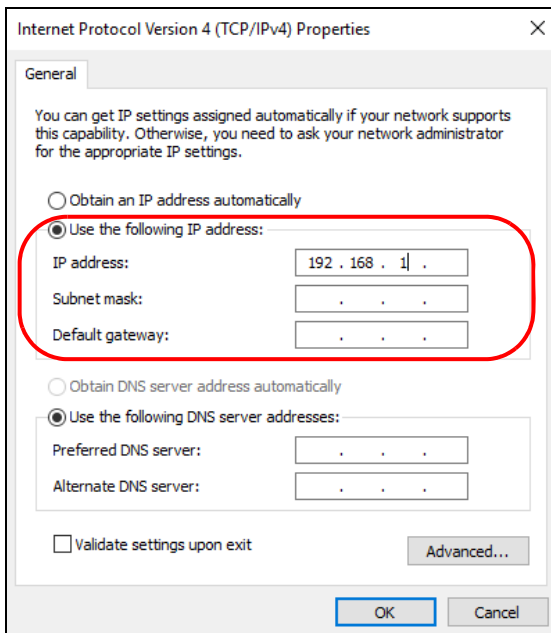 Internet Protocol Version 4 (TCP/IPv4) Properties
General
You can get IP settings assigned automatically if your network supports
this capability. Otherwise, you need to ask your network administrator
for the appropriate IP settings.
Obtain an IP address automatically
Use the following IP address:
IP address: 192 . 168 . 1 .
Subnet mask: . . .
Default gateway: . . .
Obtain DNS server address automatically
Use the following DNS server addresses:
Preferred DNS server: . . .
Alternate DNS server: . . .
Validate settings upon exit
Advanced...
OK Cancel